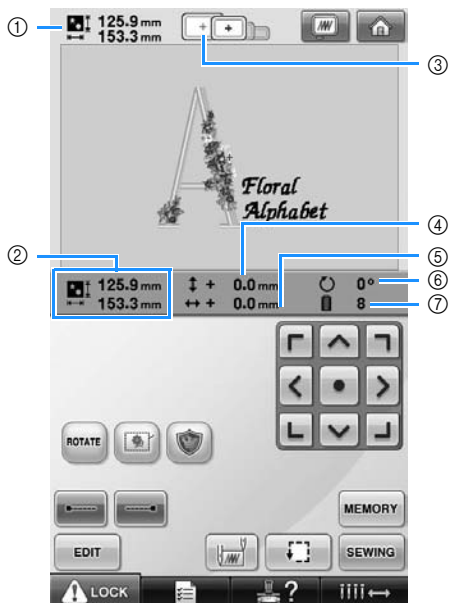 ① 125.9 mm
153.3 mm
③
Floral
Alphabet
④
② ⑤
125.9 mm + 0.0 mm 0° ⑥
153.3 mm + 0.0 mm 8 ⑦
ROTATE
MEMORY
EDIT SEWING
LOCK ?